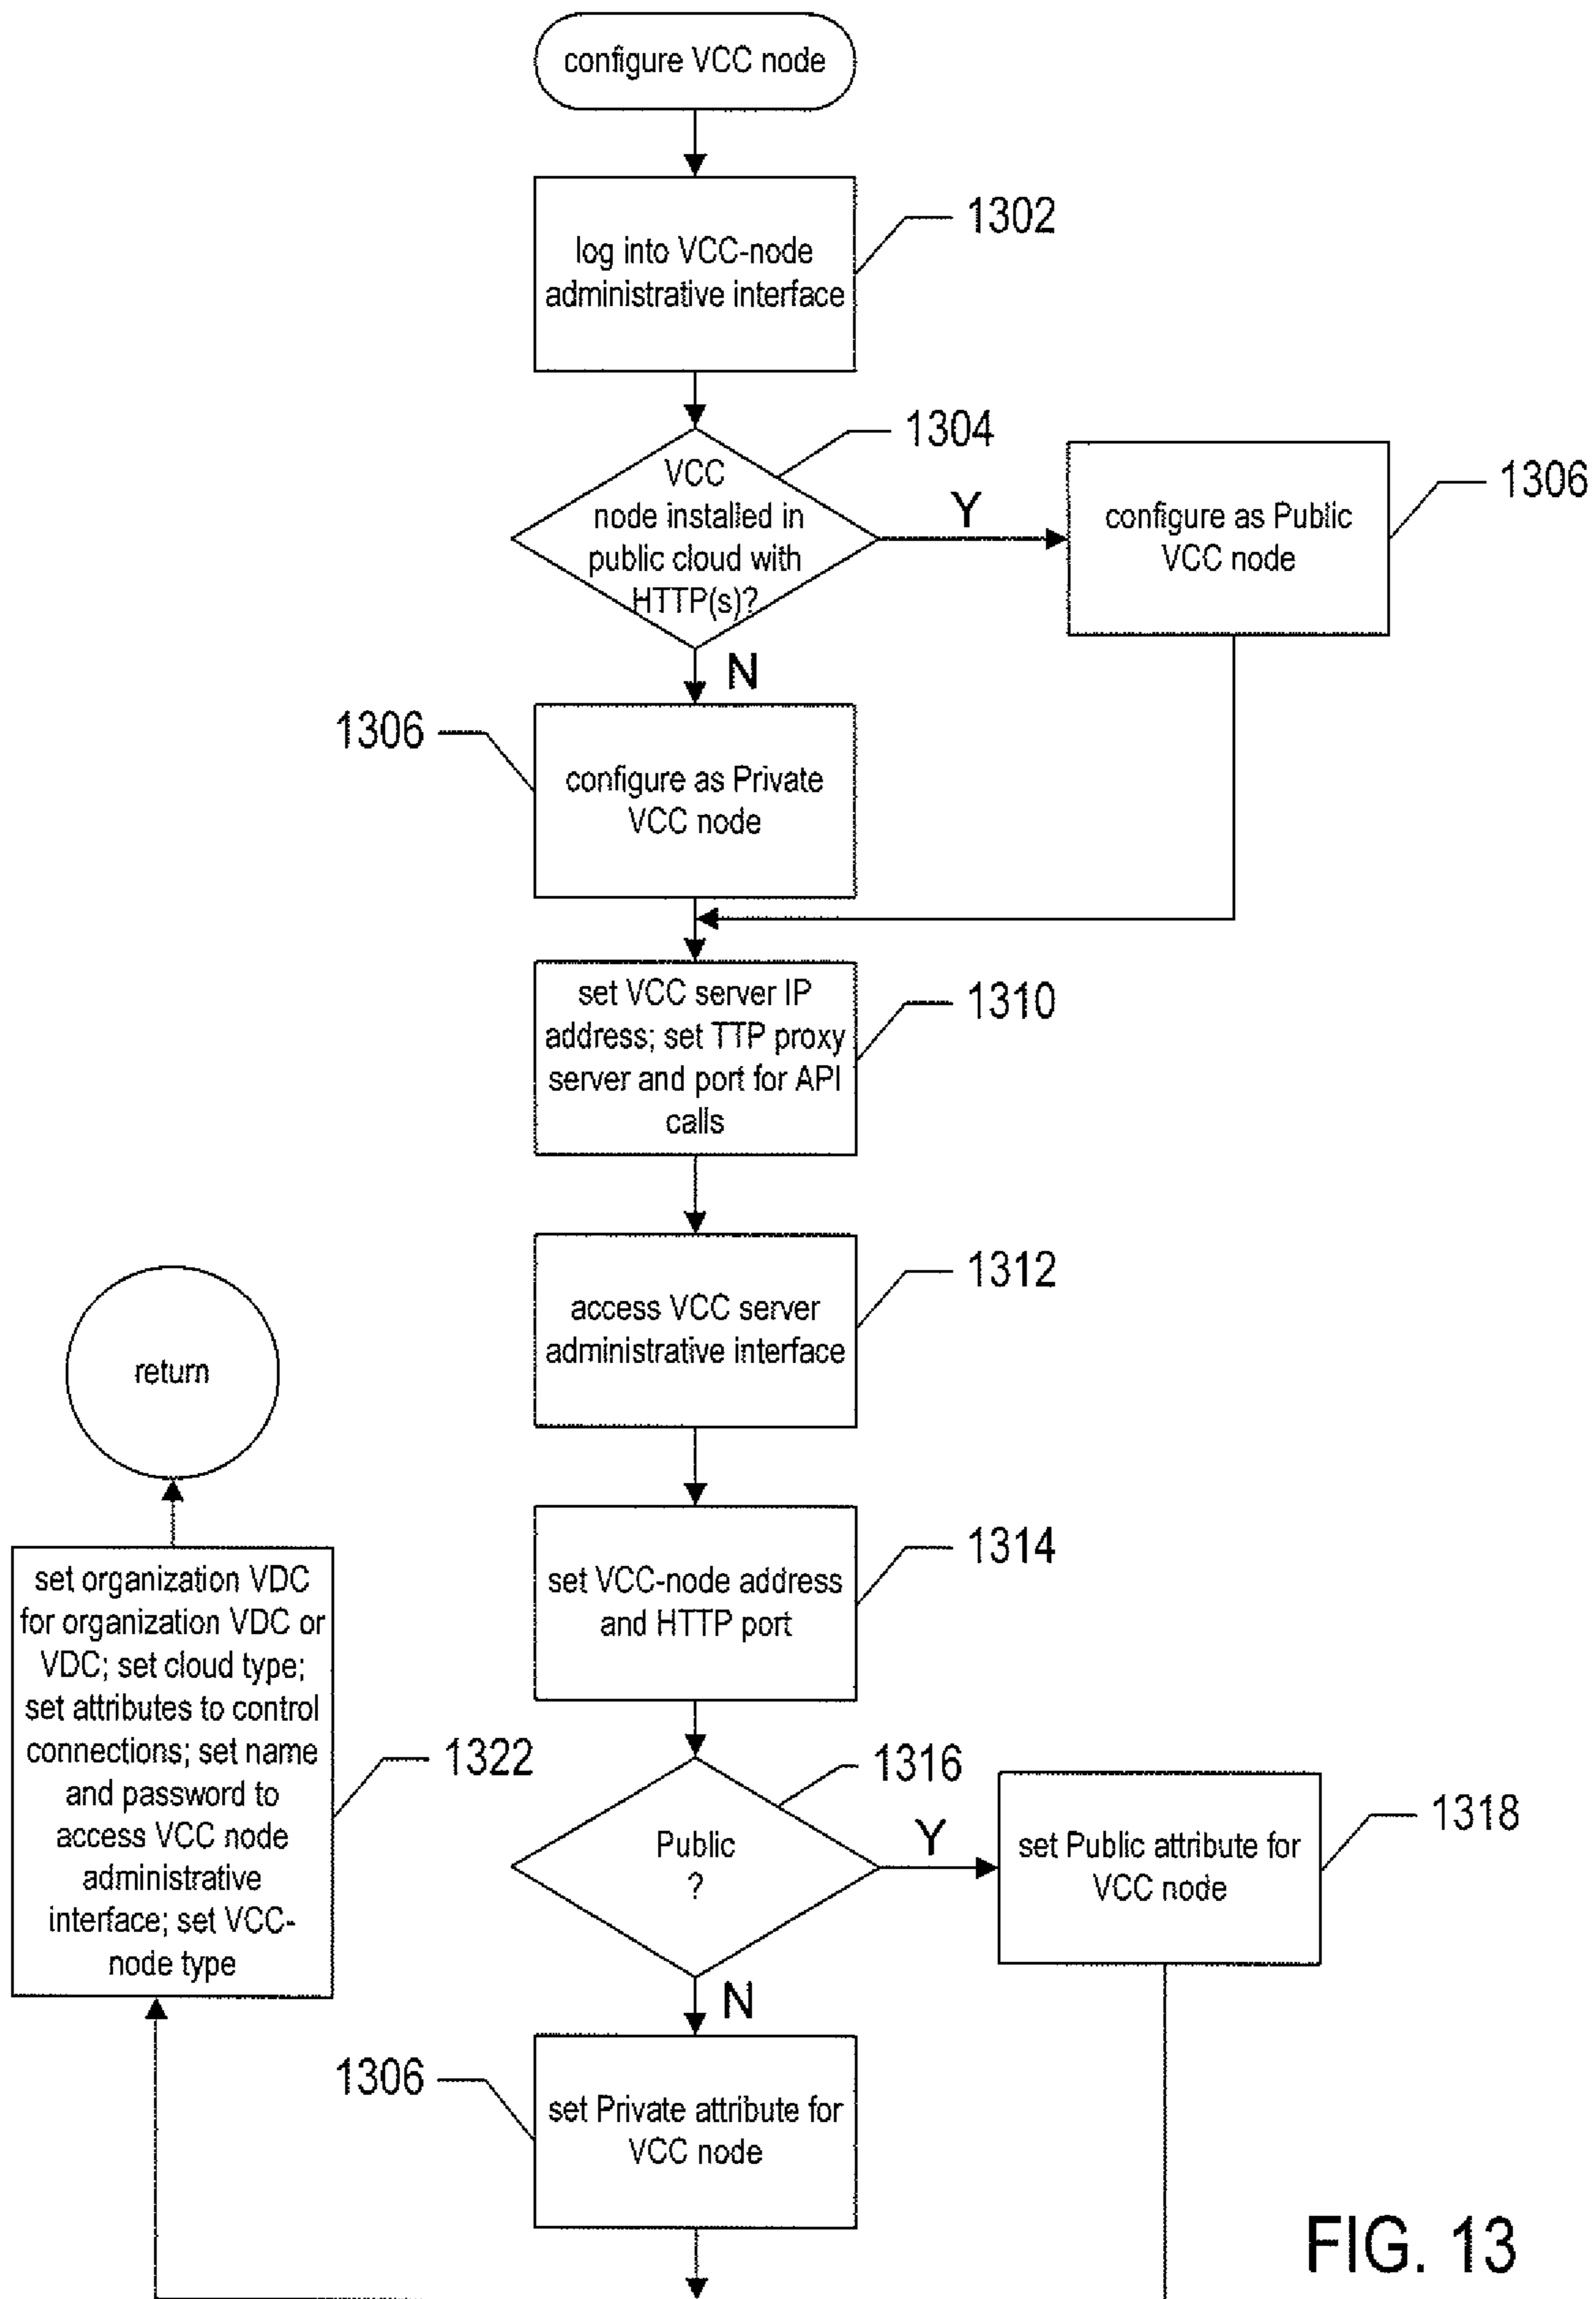 configure VCC node
1302
log into VCC-node
administrative interface
1304
VCC
node installed in
public cloud with
HTTP(s)?
Y
1306
configure as Public
VCC node
N
1306
configure as Private
VCC node
set VCC server IP
address; set TTP proxy
server and port for API
calls
1310
1312
access VCC server
administrative interface
return
1314
set VCC-node address
and HTTP port
set organization VDC
for organization VDC or
VDC; set cloud type;
set attributes to control
connections; set name
and password to
access VCC node
administrative
interface; set VCC-
node type
1322
1316
Public
?
Y
1318
set Public attribute for
VCC node
N
1306
set Private attribute for
VCC node
FIG. 13